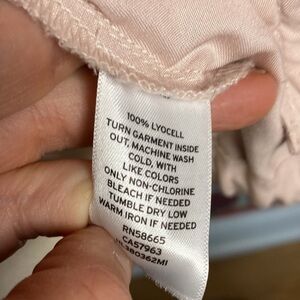 100% LYOCELL
TURN GARMENT INSIDE
OUT, MACHINE WASH
COLD, WITH
LIKE COLORS
ONLY NON-CHLORINE
BLEACH IF NEEDED
TUMBLE DRY LOW
WARM IRON IF NEEDED
RN58665
CA57963